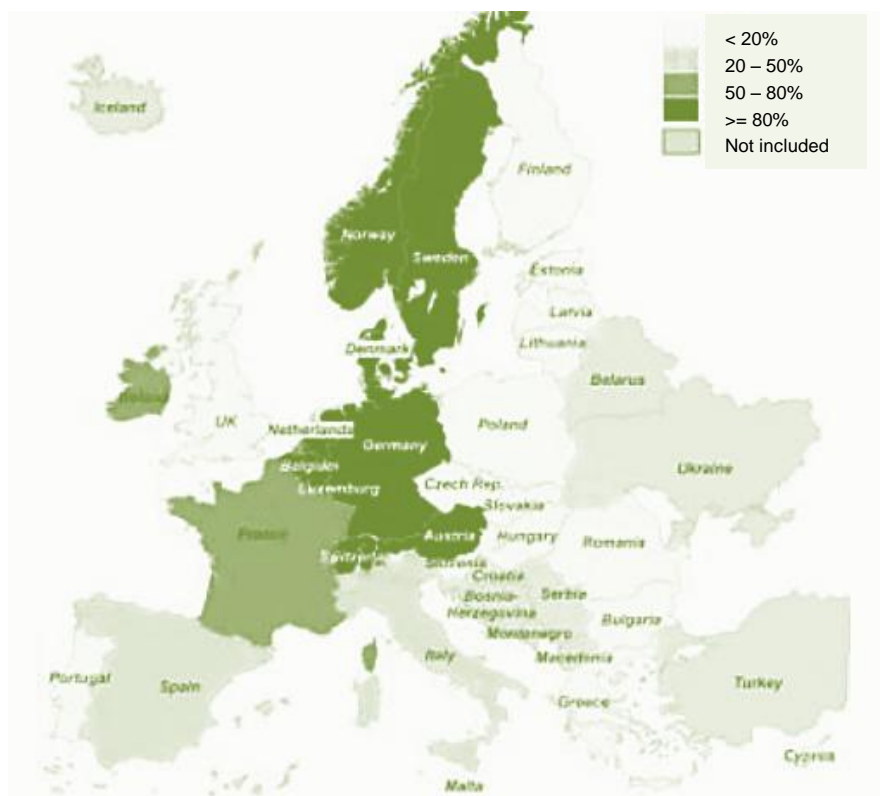 < 20%
20 – 50%
50 – 80%
>= 80%
Not included
Iceland
Finland
Norway
Sweden
Estonia
Latvia
Lithuania
Denmark
Belarus
Ireland
UK
Netherlands
Poland
Germany
Ukraine
Luxemburg
Czech Rep.
Slovakia
France
Austria
Hungary
Romania
Slovenia
Croatia
Bosnia-
Herzegovina
Serbia
Bulgaria
Montenegro
Italy
Macedonia
Portugal
Spain
Turkey
Greece
Cyprus
Malta